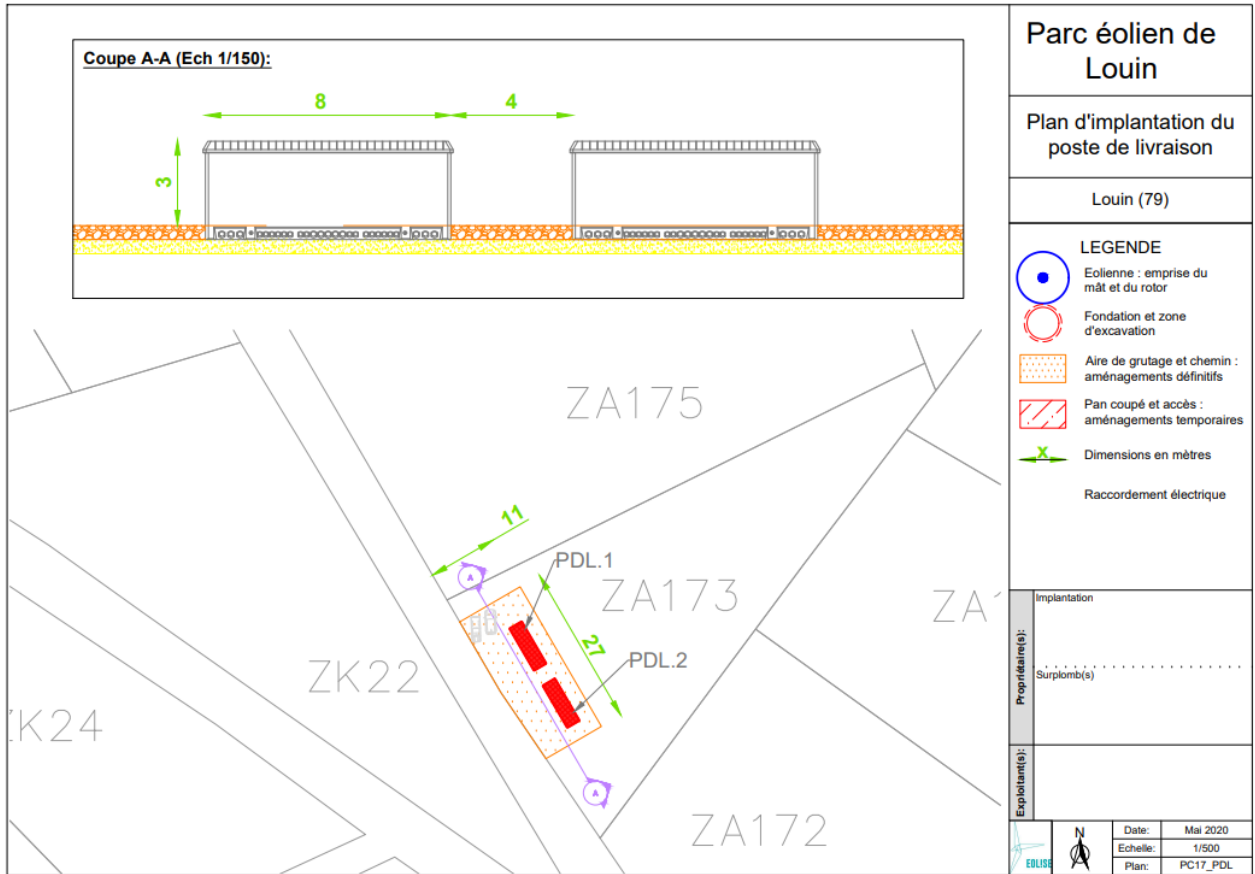 Coupe A-A (Ech 1/150):
8
4
3
ZA175
11
A
PDL.1
ZA173
27
PDL.2
ZK22
ZK24
A
ZA172
ZA1
Parc éolien de
Louin
Plan d'implantation du
poste de livraison
Louin (79)
LEGENDE
Eolienne : emprise du
mât et du rotor
Fondation et zone
d'excavation
Aire de grutage et chemin :
aménagements définitifs
Pan coupé et accès :
aménagements temporaires
X
Dimensions en mètres
Raccordement électrique
Propriétaire(s):
Implantation
Surplomb(s)
Exploitant(s):
EOLISE
N
Date: Mai 2020
Echelle: 1/500
Plan: PC17_PDL